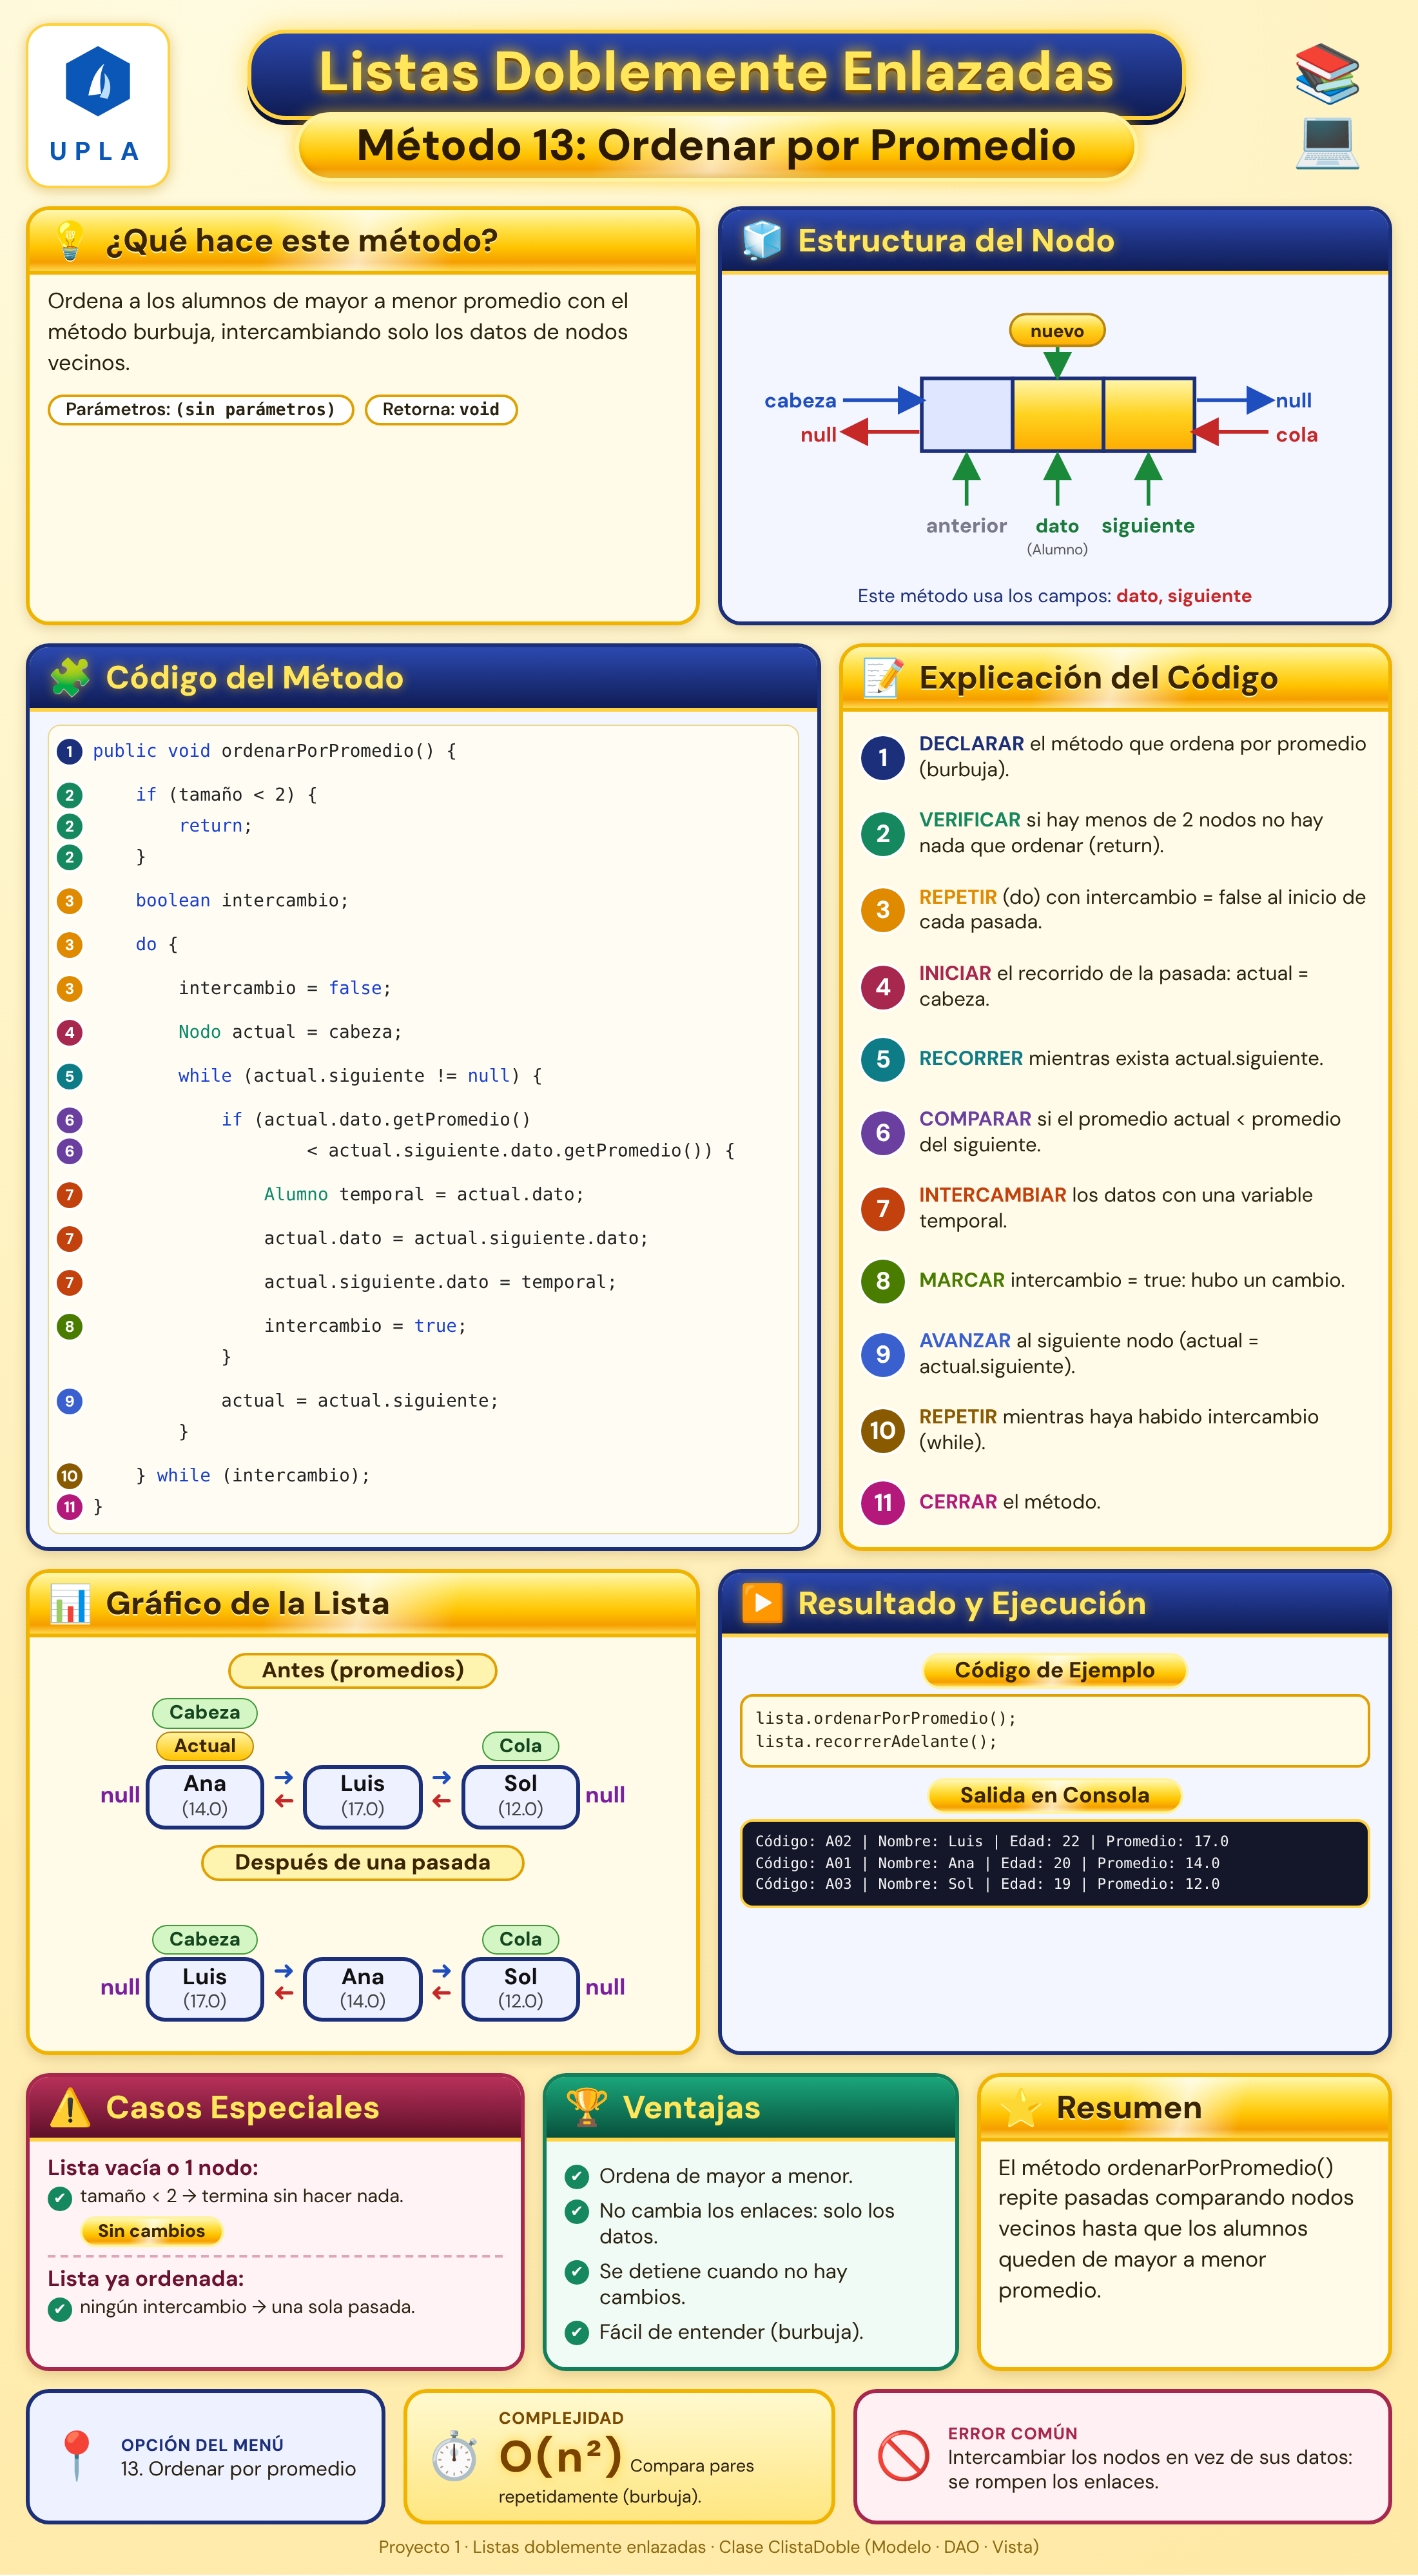 UPLA
Listas Doblemente Enlazadas
Método 13: Ordenar por Promedio
¿Qué hace este método?
Ordena a los alumnos de mayor a menor promedio con el
método burbuja, intercambiando solo los datos de nodos
vecinos.
Parámetros: (sin parámetros) Retorna: void
Estructura del Nodo
nuevo
cabeza null
null cola
anterior dato siguiente
(Alumno)
Este método usa los campos: dato, siguiente
Código del Método
1 public void ordenarPorPromedio() {
2 if (tamaño < 2) {
2 return;
2 }
3 boolean intercambio;
3 do {
3 intercambio = false;
4 Nodo actual = cabeza;
5 while (actual.siguiente != null) {
6 if (actual.dato.getPromedio()
6 < actual.siguiente.dato.getPromedio()) {
7 Alumno temporal = actual.dato;
7 actual.dato = actual.siguiente.dato;
7 actual.siguiente.dato = temporal;
8 intercambio = true;
}
9 actual = actual.siguiente;
}
10 } while (intercambio);
11 }
Explicación del Código
1 DECLARAR el método que ordena por promedio
(burbuja).
2 VERIFICAR si hay menos de 2 nodos no hay
nada que ordenar (return).
3 REPETIR (do) con intercambio = false al inicio de
cada pasada.
4 INICIAR el recorrido de la pasada: actual =
cabeza.
5 RECORRER mientras exista actual.siguiente.
6 COMPARAR si el promedio actual < promedio
del siguiente.
7 INTERCAMBIAR los datos con una variable
temporal.
8 MARCAR intercambio = true: hubo un cambio.
9 AVANZAR al siguiente nodo (actual =
actual.siguiente).
10 REPETIR mientras haya habido intercambio
(while).
11 CERRAR el método.
Gráfico de la Lista
Antes (promedios)
Cabeza
Actual Cola
null Ana → Luis → Sol null
(14.0) ← (17.0) ← (12.0)
Después de una pasada
Cabeza Cola
null Luis → Ana → Sol null
(17.0) ← (14.0) ← (12.0)
Resultado y Ejecución
Código de Ejemplo
lista.ordenarPorPromedio();
lista.recorrerAdelante();
Salida en Consola
Código: A02 | Nombre: Luis | Edad: 22 | Promedio: 17.0
Código: A01 | Nombre: Ana | Edad: 20 | Promedio: 14.0
Código: A03 | Nombre: Sol | Edad: 19 | Promedio: 12.0
Casos Especiales
Lista vacía o 1 nodo:
tamaño < 2 → termina sin hacer nada.
Sin cambios
Lista ya ordenada:
ningún intercambio → una sola pasada.
Ventajas
Ordena de mayor a menor.
No cambia los enlaces: solo los
datos.
Se detiene cuando no hay
cambios.
Fácil de entender (burbuja).
Resumen
El método ordenarPorPromedio()
repite pasadas comparando nodos
vecinos hasta que los alumnos
queden de mayor a menor
promedio.
OPCIÓN DEL MENÚ
13. Ordenar por promedio
COMPLEJIDAD
O(n²) Compara pares
repetidamente (burbuja).
ERROR COMÚN
Intercambiar los nodos en vez de sus datos:
se rompen los enlaces.
Proyecto 1 · Listas doblemente enlazadas · Clase ClistaDoble (Modelo · DAO · Vista)